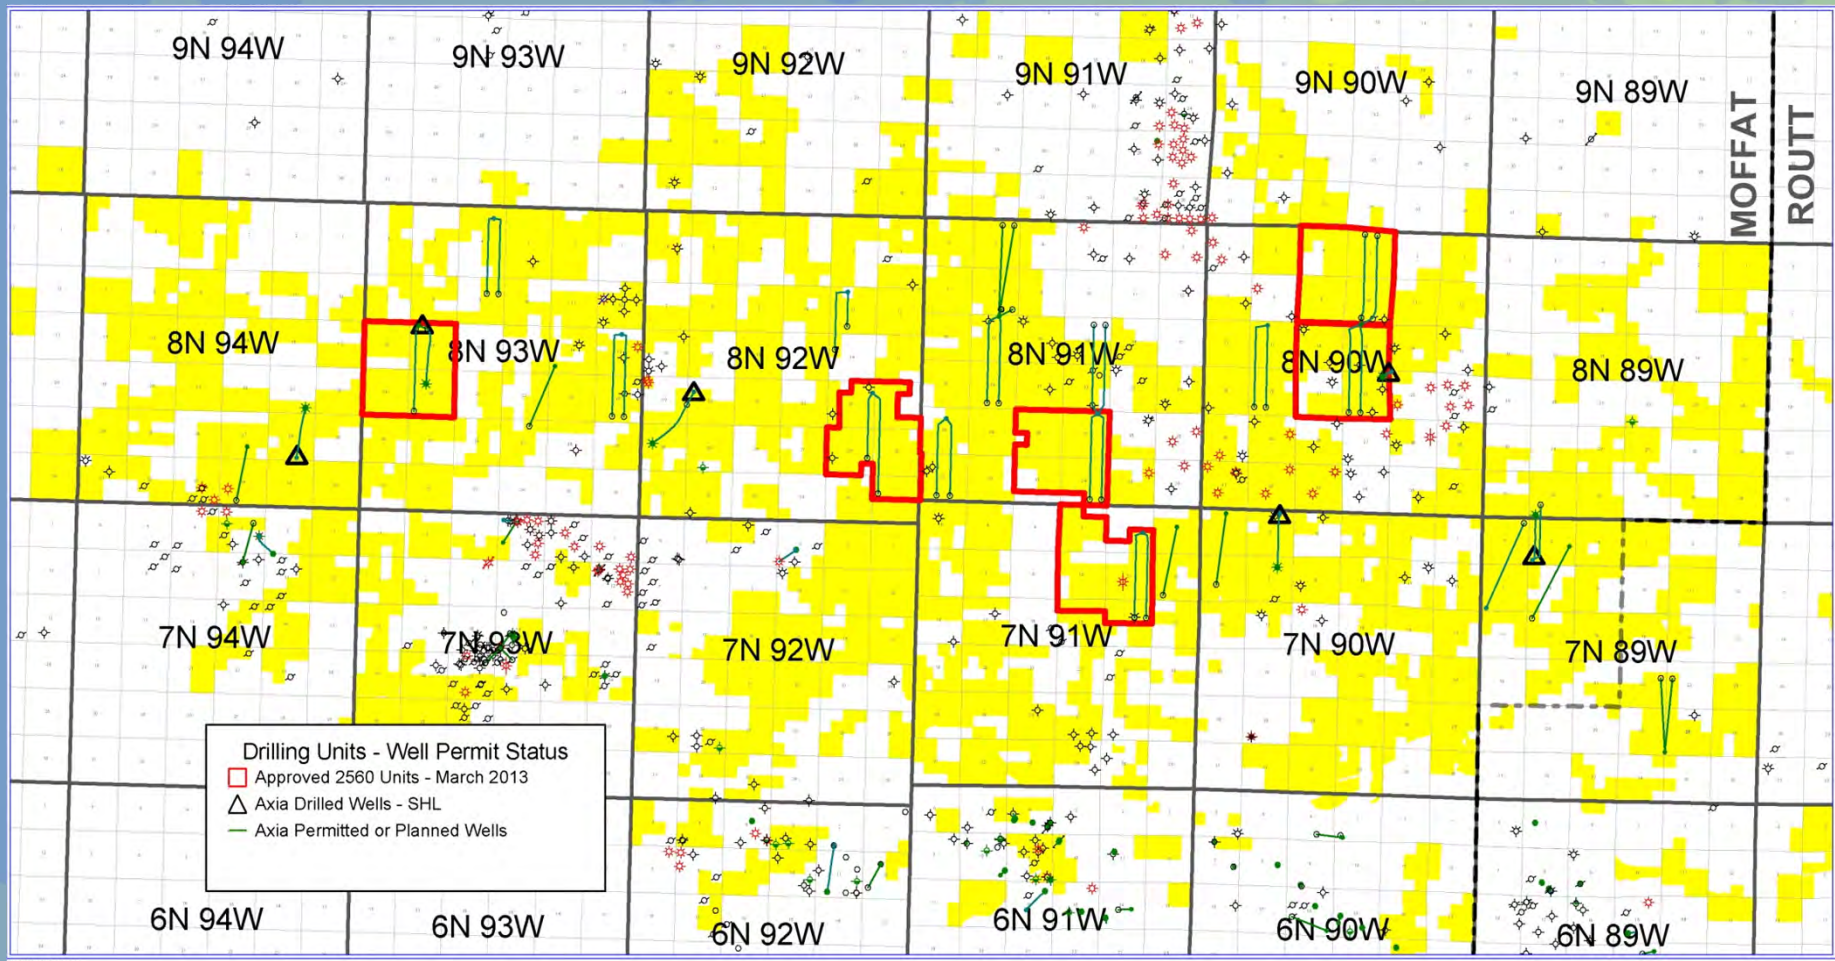 9N 94W
9N 93W
9N 92W
9N 91W
9N 90W
9N 89W
MOFFAT
ROUTT
8N 94W
8N 93W
8N 92W
8N 91W
8N 90W
8N 89W
7N 94W
7N 93W
7N 92W
7N 91W
7N 90W
7N 89W
Drilling Units - Well Permit Status
Approved 2560 Units - March 2013
Axia Drilled Wells - SHL
Axia Permitted or Planned Wells
6N 94W
6N 93W
6N 92W
6N 91W
6N 90W
6N 89W